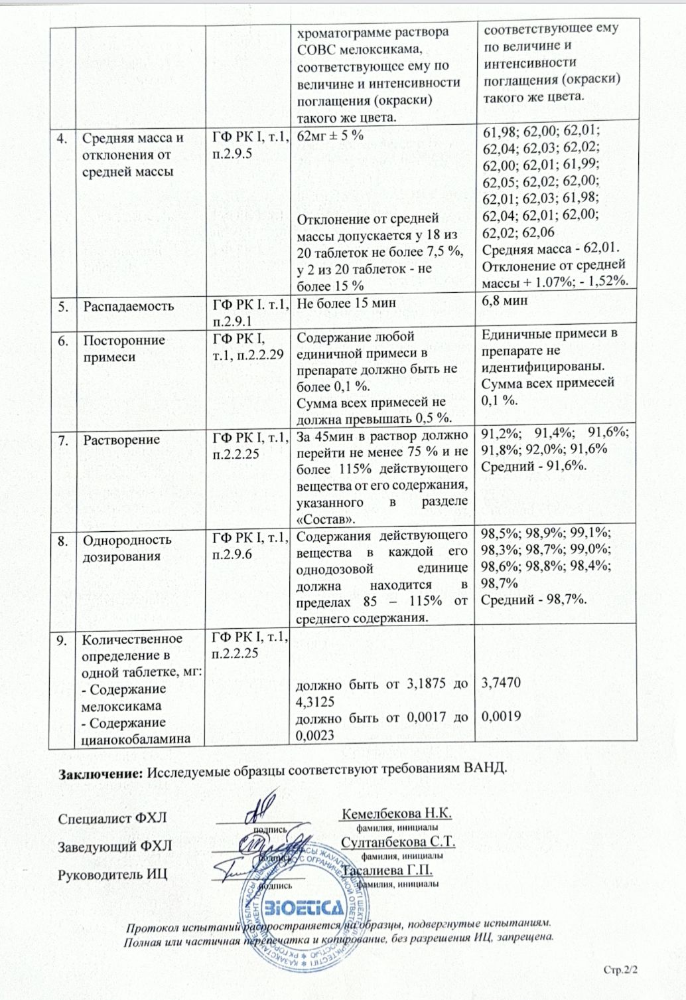 хроматограмме раствора
СОВС мелоксикама,
соответствующее ему по
величине и интенсивности
поглащения (окраски)
такого же цвета.
соответствующее ему
по величине и
интенсивности
поглащения (окраски)
такого же цвета.
4.
Средняя масса и
отклонения от
средней массы
ГФ РК I, т.1,
п.2.9.5
62мг ± 5 %
Отклонение от средней
массы допускается у 18 из
20 таблеток не более 7,5 %,
у 2 из 20 таблеток - не
более 15 %
61,98; 62,00; 62,01;
62,04; 62,03; 62,02;
62,00; 62,01; 61,99;
62,05; 62,02; 62,00;
62,01; 62,03; 61,98;
62,04; 62,01; 62,00;
62,02; 62,06
Средняя масса - 62,01.
Отклонение от средней
массы + 1.07%; - 1,52%.
5.
Распадаемость
ГФ РК I. т.1,
п.2.9.1
Не более 15 мин
6,8 мин
6.
Посторонние
примеси
ГФ РК I,
т.1, п.2.2.29
Содержание любой
единичной примеси в
препарате должно быть не
более 0,1 %.
Сумма всех примесей не
должна превышать 0,5 %.
Единичные примеси в
препарате не
идентифицированы.
Сумма всех примесей
0,1 %.
7.
Растворение
ГФ РК I, т.1,
п.2.2.25
За 45мин в раствор должно
перейти не менее 75 % и не
более 115% действующего
вещества от его содержания,
указанного в разделе
«Состав».
91,2%; 91,4%; 91,6%;
91,8%; 92,0%; 91,6%
Средний - 91,6%.
8.
Однородность
дозирования
ГФ РК I, т.1,
п.2.9.6
Содержания действующего
вещества в каждой его
однодозовой единице
должна находится в
пределах 85 – 115% от
среднего содержания.
98,5%; 98,9%; 99,1%;
98,3%; 98,7%; 99,0%;
98,6%; 98,8%; 98,4%;
98,7%
Средний - 98,7%.
9.
Количественное
определение в
одной таблетке, мг:
- Содержание
мелоксикама
- Содержание
цианокобаламина
ГФ РК I, т.1,
п.2.2.25
должно быть от 3,1875 до
4,3125
должно быть от 0,0017 до
0,0023
3,7470
0,0019
Заключение: Исследуемые образцы соответствуют требованиям ВАНД.
Специалист ФХЛ
Кемелбекова Н.К.
подпись
фамилия, инициалы
Заведующий ФХЛ
Султанбекова С.Т.
подпись
фамилия, инициалы
Руководитель ИЦ
Тасалиева Г.П.
подпись
фамилия, инициалы
BIOETICA
Протокол испытаний распространяется на образцы, подвергнутые испытаниям.
Полная или частичная перепечатка и копирование, без разрешения ИЦ, запрещена.
Стр.2/2